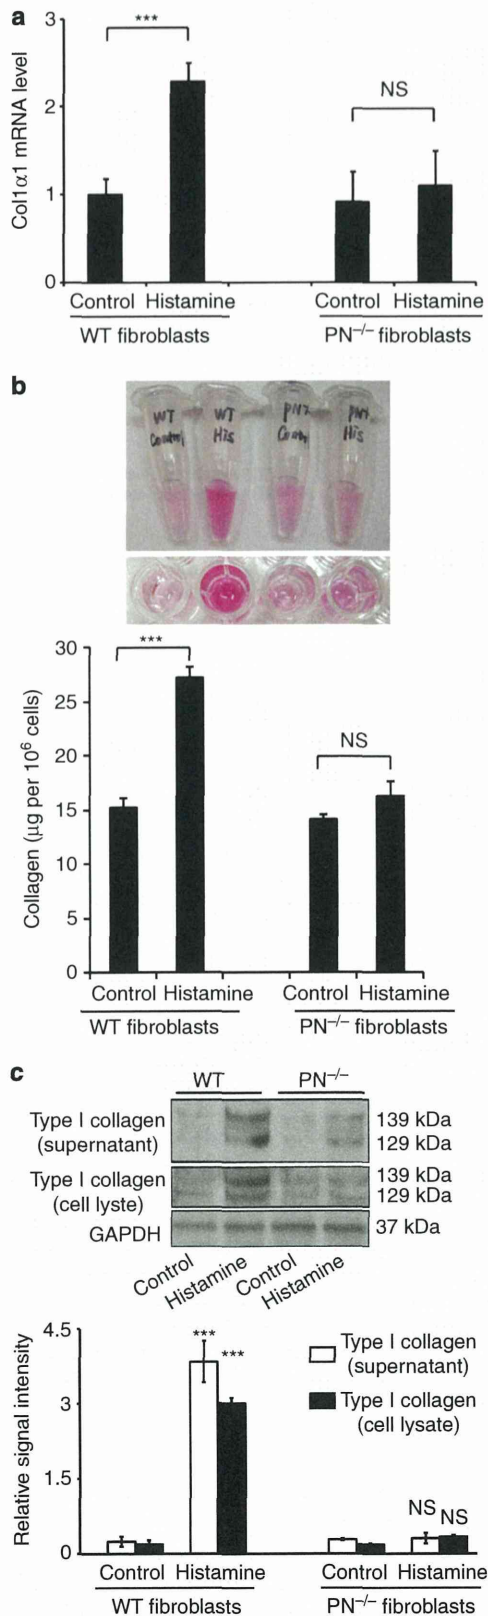 a
***
NS
Col1α1 mRNA level
3
2
1
0
Control Histamine
Control Histamine
WT fibroblasts
PN–/– fibroblasts
b
WT Control
WT His
PN-/- His
***
NS
Collagen (μg per 10⁶ cells)
30
25
20
15
10
5
0
Control Histamine
Control Histamine
WT fibroblasts
PN–/– fibroblasts
c
WT
PN–/–
Type I collagen
(supernatant)
139 kDa
129 kDa
Type I collagen
(cell lyste)
139 kDa
129 kDa
GAPDH
37 kDa
Control
Histamine
Control
Histamine
Relative signal intensity
4.5
3
1.5
0
***
***
Type I collagen
(supernatant)
Type I collagen
(cell lysate)
NS
NS
Control Histamine
Control Histamine
WT fibroblasts
PN–/– fibroblasts